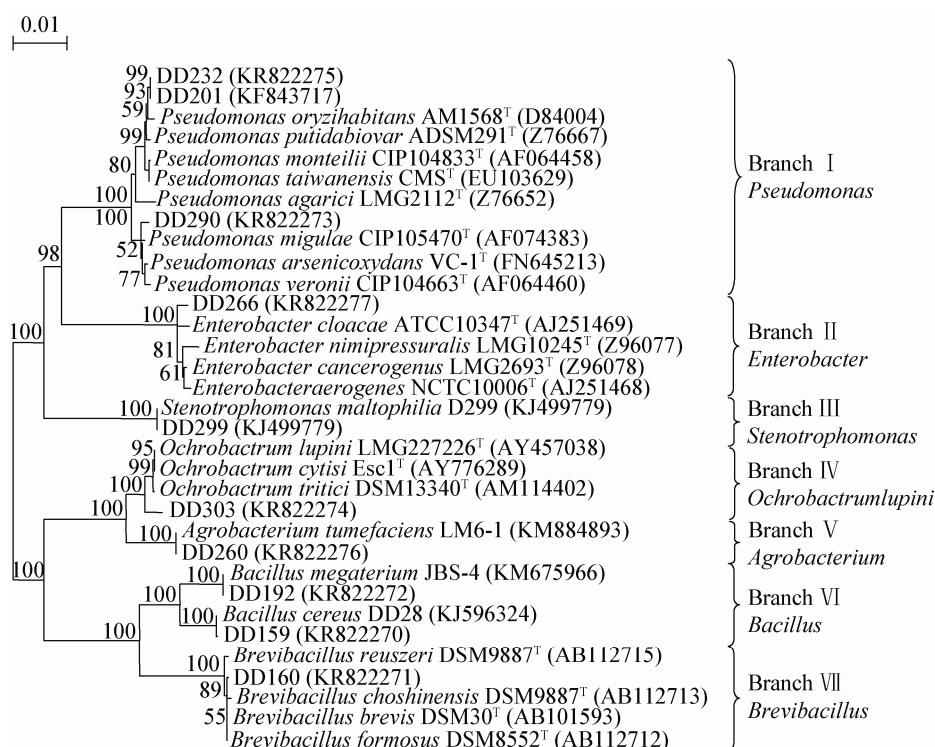 0.01
99 DD232 (KR822275)
93 DD201 (KF843717)
59 Pseudomonas oryzihabitans AM1568ᵀ (D84004)
99 Pseudomonas putidabiovar ADSM291ᵀ (Z76667)
Pseudomonas monteilii CIP104833ᵀ (AF064458)
80
Pseudomonas taiwanensis CMSᵀ (EU103629)
100 Pseudomonas agarici LMG2112ᵀ (Z76652)
100 DD290 (KR822273)
Pseudomonas migulae CIP105470ᵀ (AF074383)
52
Pseudomonas arsenicoxydans VC-1ᵀ (FN645213)
77 Pseudomonas veronii CIP104663ᵀ (AF064460)
Branch Ⅰ
Pseudomonas
98
DD266 (KR822277)
100
Enterobacter cloacae ATCC10347ᵀ (AJ251469)
81 Enterobacter nimipressuralis LMG10245ᵀ (Z96077)
61 Enterobacter cancerogenus LMG2693ᵀ (Z96078)
Enterobacteraerogenes NCTC10006ᵀ (AJ251468)
Branch Ⅱ
Enterobacter
100
100 Stenotrophomonas maltophilia D299 (KJ499779)
DD299 (KJ499779)
Branch Ⅲ
Stenotrophomonas
95 Ochrobactrum lupini LMG227226ᵀ (AY457038)
99 Ochrobactrum cytisi Esc1ᵀ (AY776289)
100 Ochrobactrum tritici DSM13340ᵀ (AM114402)
100 DD303 (KR822274)
Branch Ⅳ
Ochrobactrumlupini
100 Agrobacterium tumefaciens LM6-1 (KM884893)
DD260 (KR822276)
Branch Ⅴ
Agrobacterium
100
100 Bacillus megaterium JBS-4 (KM675966)
DD192 (KR822272)
100 Bacillus cereus DD28 (KJ596324)
DD159 (KR822270)
Branch Ⅵ
Bacillus
100
100 Brevibacillus reuszeri DSM9887ᵀ (AB112715)
DD160 (KR822271)
89
Brevibacillus choshinensis DSM9887ᵀ (AB112713)
55 Brevibacillus brevis DSM30ᵀ (AB101593)
Brevibacillus formosus DSM8552ᵀ (AB112712)
Branch Ⅶ
Brevibacillus